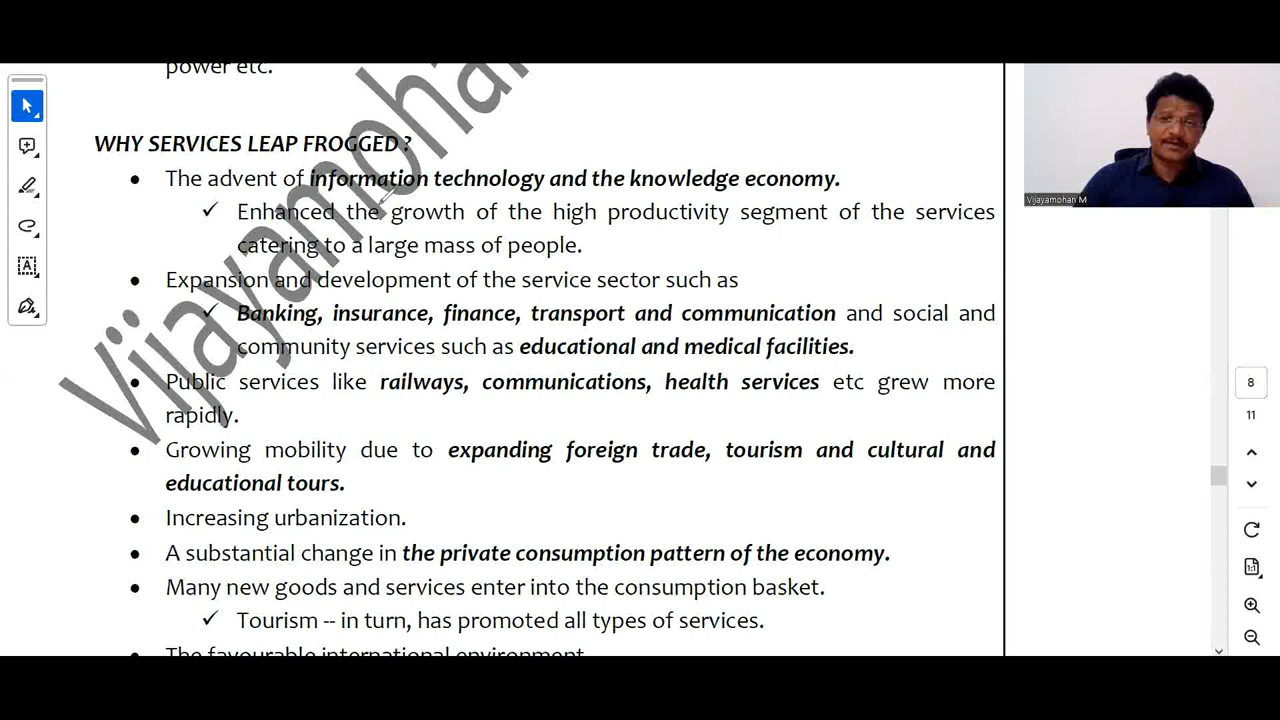 power etc.
WHY SERVICES LEAP FROGGED ?
• The advent of information technology and the knowledge economy.
✓ Enhanced the growth of the high productivity segment of the services
catering to a large mass of people.
• Expansion and development of the service sector such as
✓ Banking, insurance, finance, transport and communication and social and
community services such as educational and medical facilities.
• Public services like railways, communications, health services etc grew more
rapidly.
• Growing mobility due to expanding foreign trade, tourism and cultural and
educational tours.
• Increasing urbanization.
• A substantial change in the private consumption pattern of the economy.
• Many new goods and services enter into the consumption basket.
✓ Tourism -- in turn, has promoted all types of services.
• The favourable international environment
Vijayamohan
Vijayamohan M
8
11
1:1
A